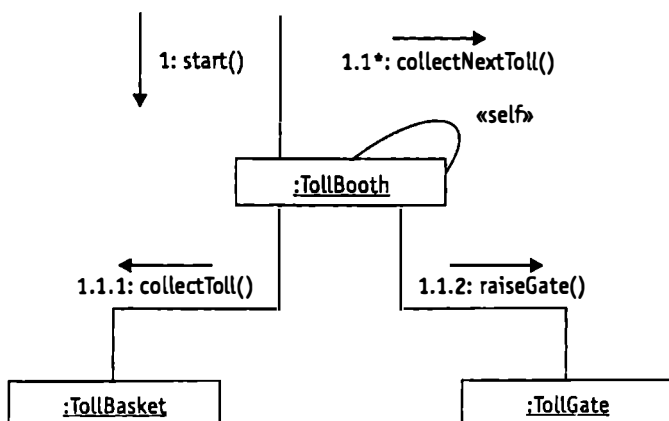 1: start()
1.1*: collectNextToll()
«self»
:TollBooth
1.1.1: collectToll()
1.1.2: raiseGate()
:TollBasket
:TollGate